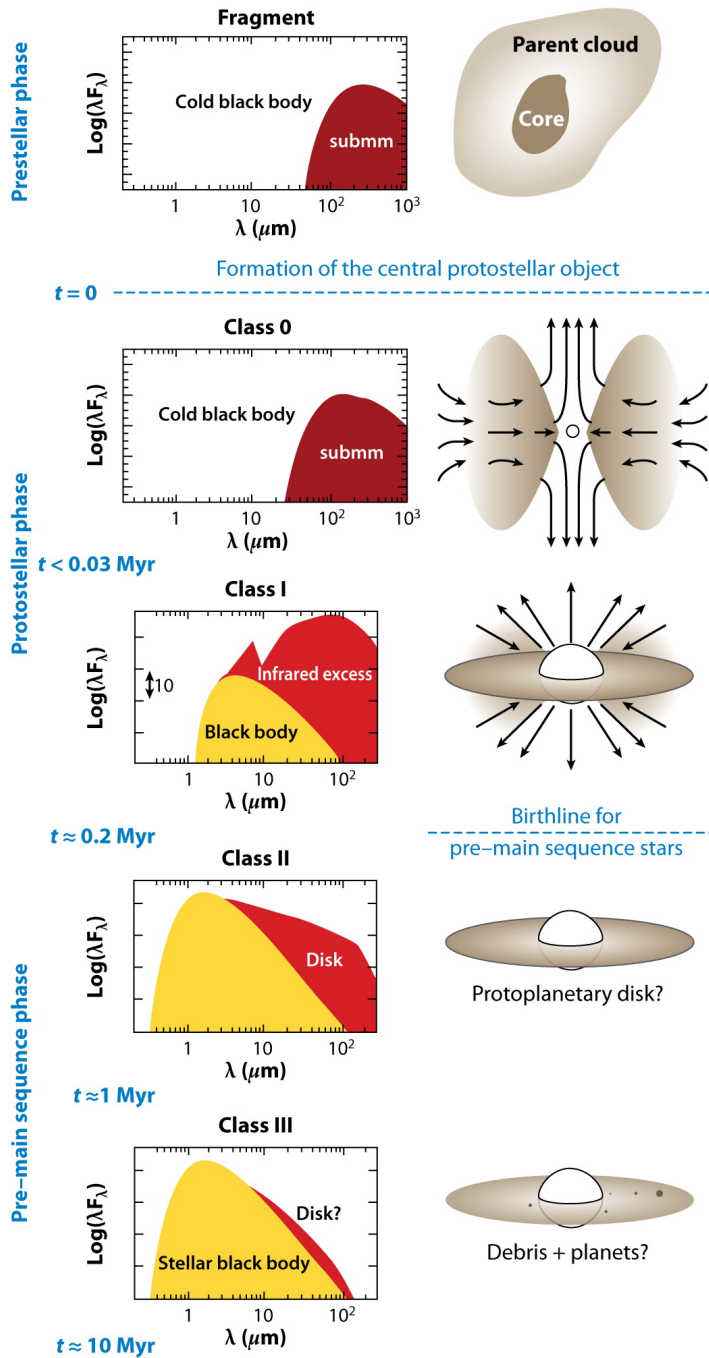 Prestellar phase
Fragment
Log(λFλ)
Cold black body
submm
1
10
10²
10³
λ (μm)
Parent cloud
Core
Formation of the central protostellar object
t = 0
Protostellar phase
Class 0
Log(λFλ)
Cold black body
submm
1
10
10²
10³
λ (μm)
t < 0.03 Myr
Class I
Log(λFλ)
10
Infrared excess
Black body
1
10
10²
λ (μm)
t ≈ 0.2 Myr
Birthline for
pre–main sequence stars
Pre–main sequence phase
Class II
Log(λFλ)
Disk
1
10
10²
λ (μm)
Protoplanetary disk?
t ≈1 Myr
Class III
Log(λFλ)
Disk?
Stellar black body
1
10
10²
λ (μm)
Debris + planets?
t ≈ 10 Myr